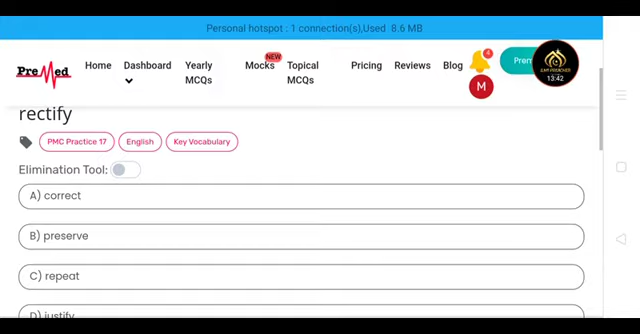 Personal hotspot : 1 connection(s),Used 8.6 MB
PreMed
Home
Dashboard
Yearly MCQs
Mocks
NEW
Topical MCQs
Pricing
Reviews
Blog
4
M
13:42
rectify
PMC Practice 17
English
Key Vocabulary
Elimination Tool:
A) correct
B) preserve
C) repeat
D) justify